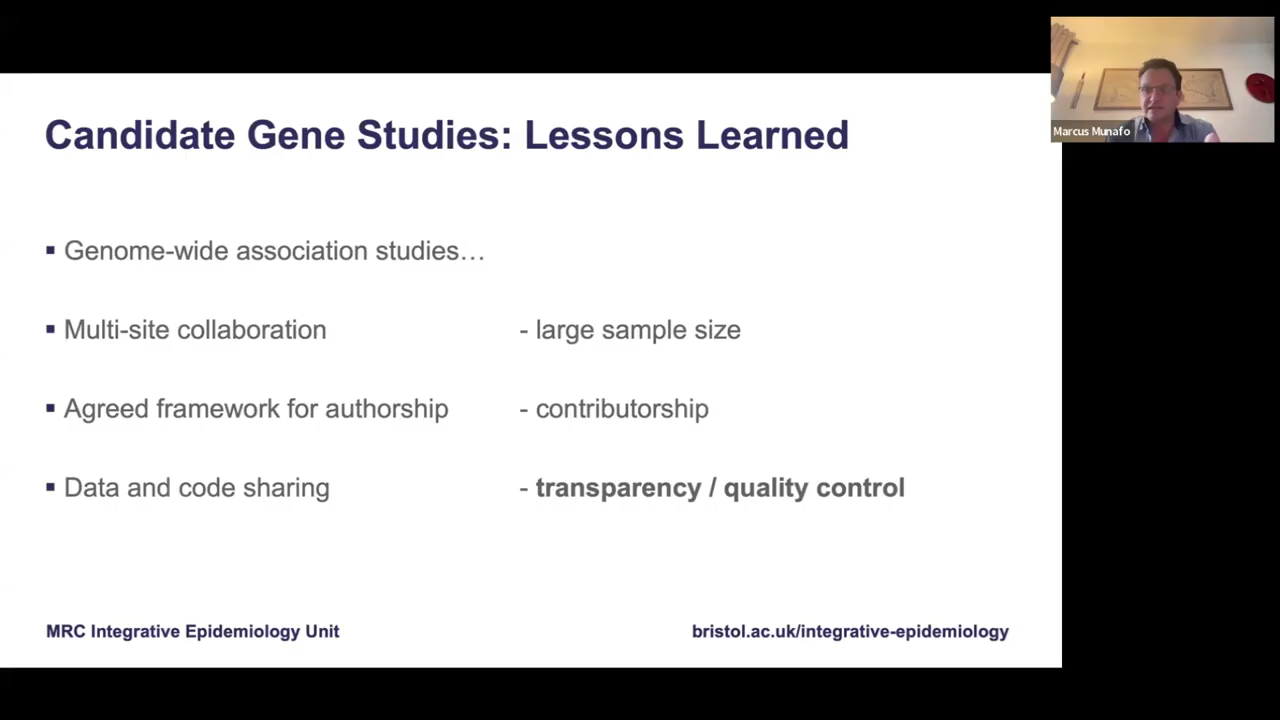 Marcus Munafo
Candidate Gene Studies: Lessons Learned
▪ Genome-wide association studies…
▪ Multi-site collaboration - large sample size
▪ Agreed framework for authorship - contributorship
▪ Data and code sharing - transparency / quality control
MRC Integrative Epidemiology Unit bristol.ac.uk/integrative-epidemiology